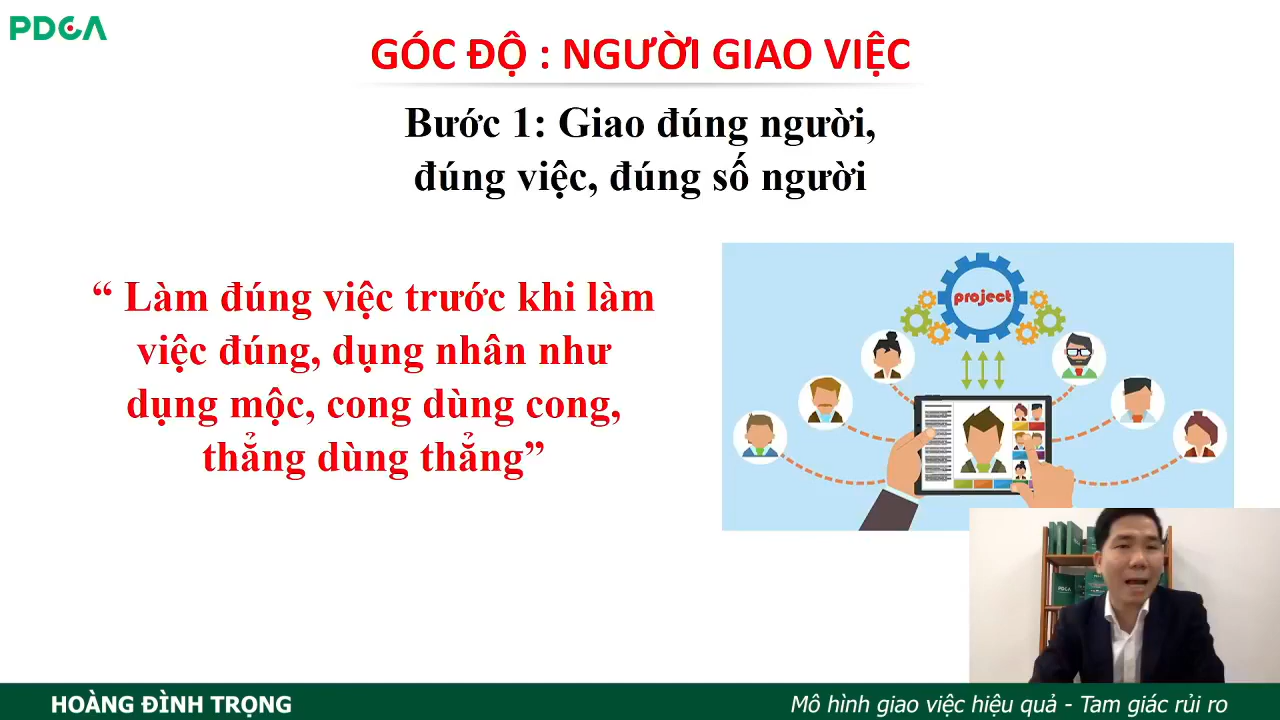 PDCA
GÓC ĐỘ : NGƯỜI GIAO VIỆC
Bước 1: Giao đúng người,
đúng việc, đúng số người
“ Làm đúng việc trước khi làm
việc đúng, dụng nhân như
dụng mộc, cong dùng cong,
thẳng dùng thẳng”
project
PDCA
HOÀNG ĐÌNH TRỌNG
Mô hình giao việc hiệu quả - Tam giác rủi ro